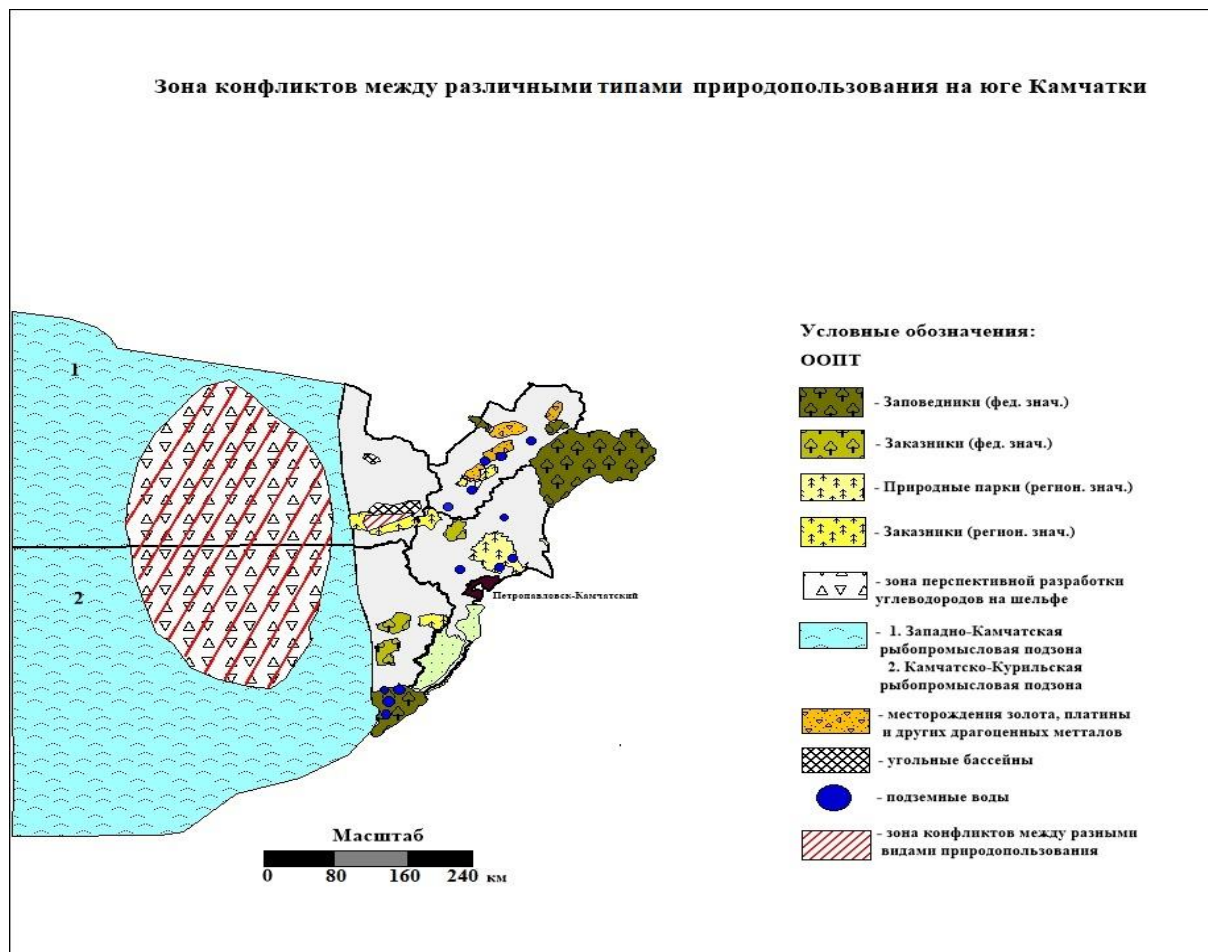 Зона конфликтов между различными типами природопользования на юге Камчатки
1
2
Петропавловск-Камчатский
Масштаб
0 80 160 240 км
Условные обозначения:
ООПТ
- Заповедники (фед. знач.)
- Заказники (фед. знач.)
- Природные парки (регион. знач.)
- Заказники (регион. знач.)
- зона перспективной разработки
углеводородов на шельфе
- 1. Западно-Камчатская
рыбопромысловая подзона
2. Камчатско-Курильская
рыбопромысловая подзона
- месторождения золота, платины
и других драгоценных метталов
- угольные бассейны
- подземные воды
- зона конфликтов между разными
видами природопользования